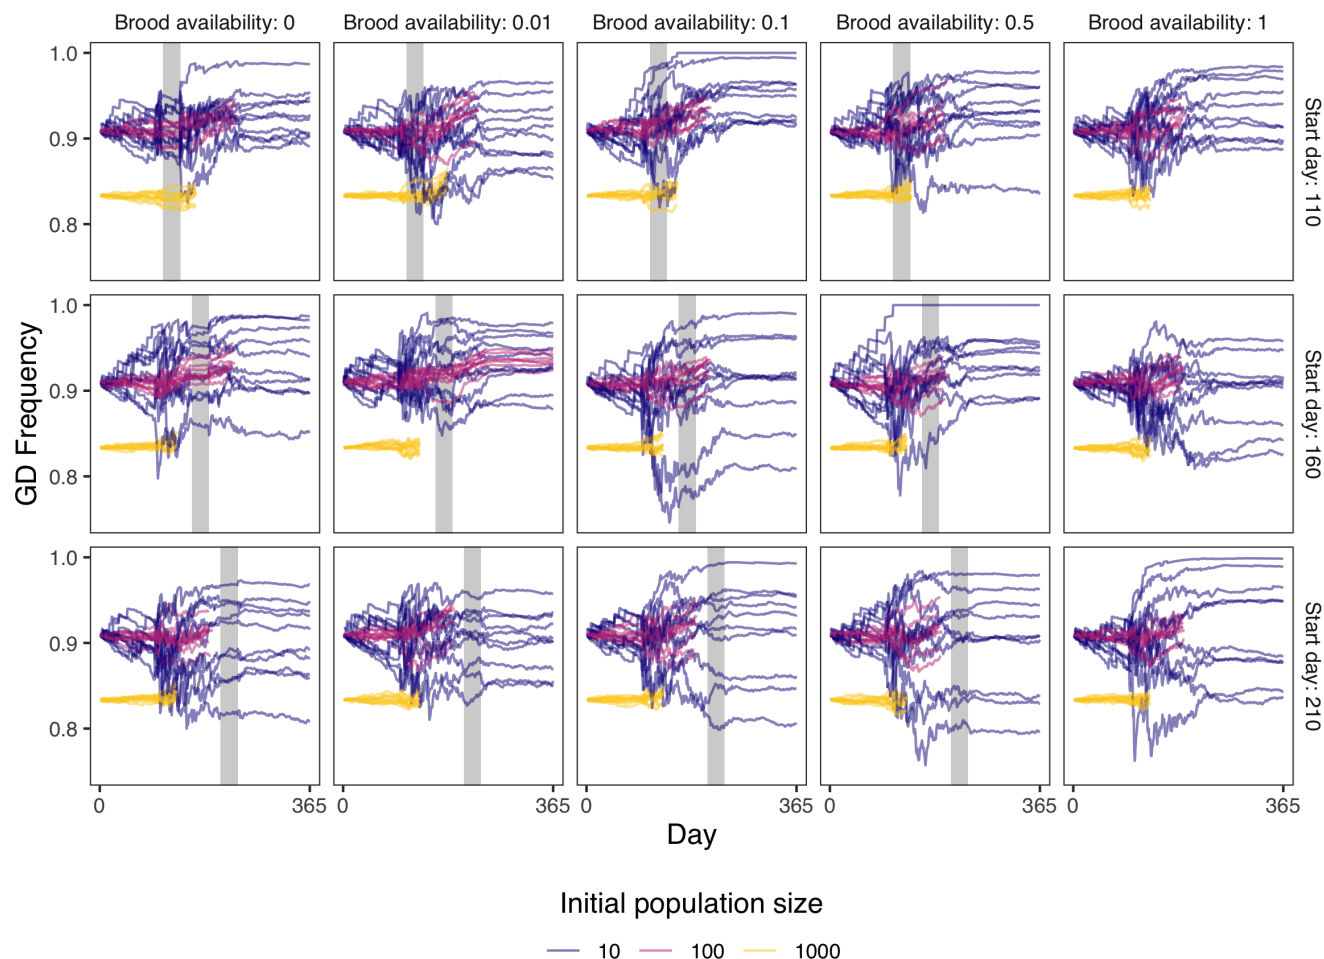 Brood availability: 0
Brood availability: 0.01
Brood availability: 0.1
Brood availability: 0.5
Brood availability: 1
1.0
0.9
0.8
Start day: 110
1.0
0.9
0.8
Start day: 160
1.0
0.9
0.8
Start day: 210
GD Frequency
0 365 0 365 0 365 0 365 0 365
Day
Initial population size
10 100 1000